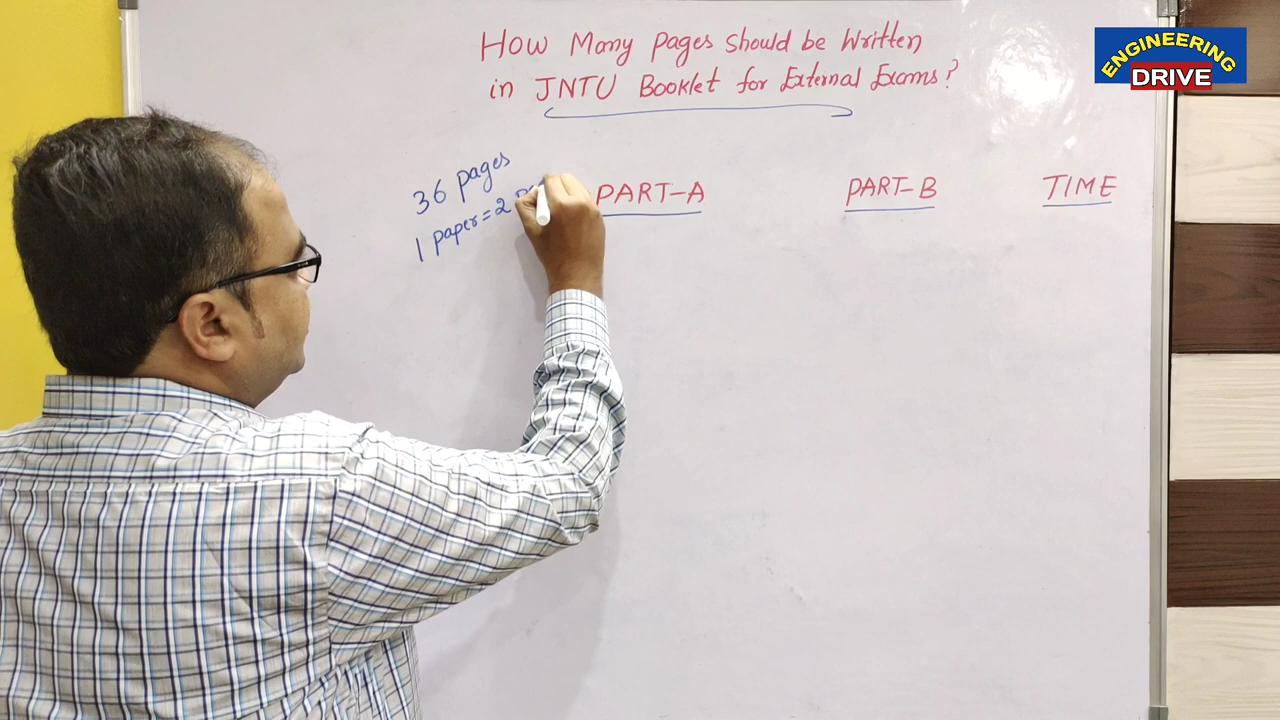 How Many Pages Should be Written
in JNTU Booklet for External Exams?
ENGINEERING
DRIVE
36 pages
1 paper = 2
PART-A
PART-B
TIME